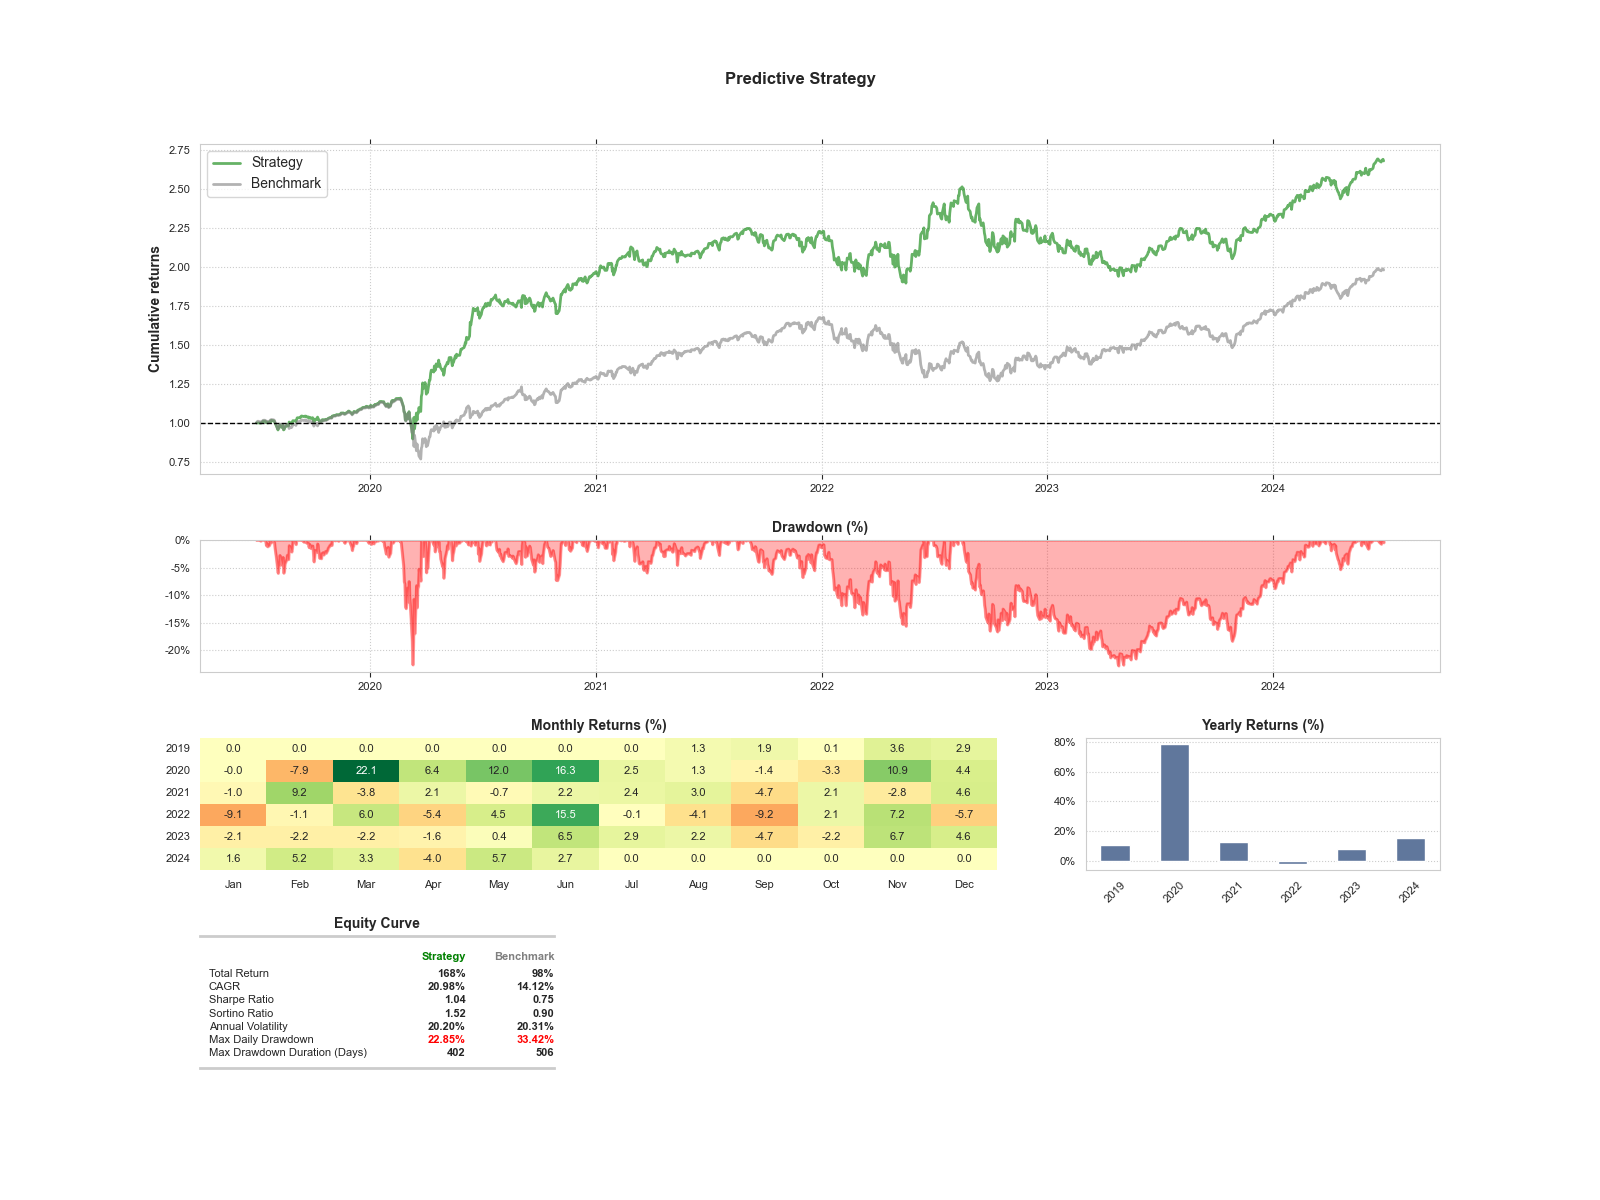 Predictive Strategy
Cumulative returns
2.75
2.50
2.25
2.00
1.75
1.50
1.25
1.00
0.75
Strategy
Benchmark
2020 2021 2022 2023 2024
Drawdown (%)
0%
-5%
-10%
-15%
-20%
2020 2021 2022 2023 2024
Monthly Returns (%)
2019 0.0 0.0 0.0 0.0 0.0 0.0 0.0 1.3 1.9 0.1 3.6 2.9
2020 -0.0 -7.9 22.1 6.4 12.0 16.3 2.5 1.3 -1.4 -3.3 10.9 4.4
2021 -1.0 9.2 -3.8 2.1 -0.7 2.2 2.4 3.0 -4.7 2.1 -2.8 4.6
2022 -9.1 -1.1 6.0 -5.4 4.5 15.5 -0.1 -4.1 -9.2 2.1 7.2 -5.7
2023 -2.1 -2.2 -2.2 -1.6 0.4 6.5 2.9 2.2 -4.7 -2.2 6.7 4.6
2024 1.6 5.2 3.3 -4.0 5.7 2.7 0.0 0.0 0.0 0.0 0.0 0.0
Jan Feb Mar Apr May Jun Jul Aug Sep Oct Nov Dec
Yearly Returns (%)
80%
60%
40%
20%
0%
2019 2020 2021 2022 2023 2024
Equity Curve
Strategy Benchmark
Total Return 168% 98%
CAGR 20.98% 14.12%
Sharpe Ratio 1.04 0.75
Sortino Ratio 1.52 0.90
Annual Volatility 20.20% 20.31%
Max Daily Drawdown 22.85% 33.42%
Max Drawdown Duration (Days) 402 506